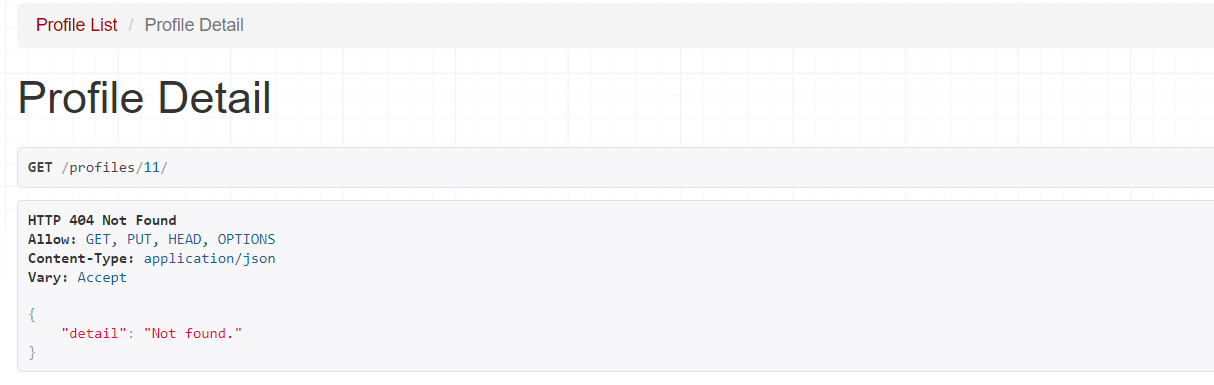 Profile List / Profile Detail
Profile Detail
GET /profiles/11/
HTTP 404 Not Found
Allow: GET, PUT, HEAD, OPTIONS
Content-Type: application/json
Vary: Accept
{
    "detail": "Not found."
}